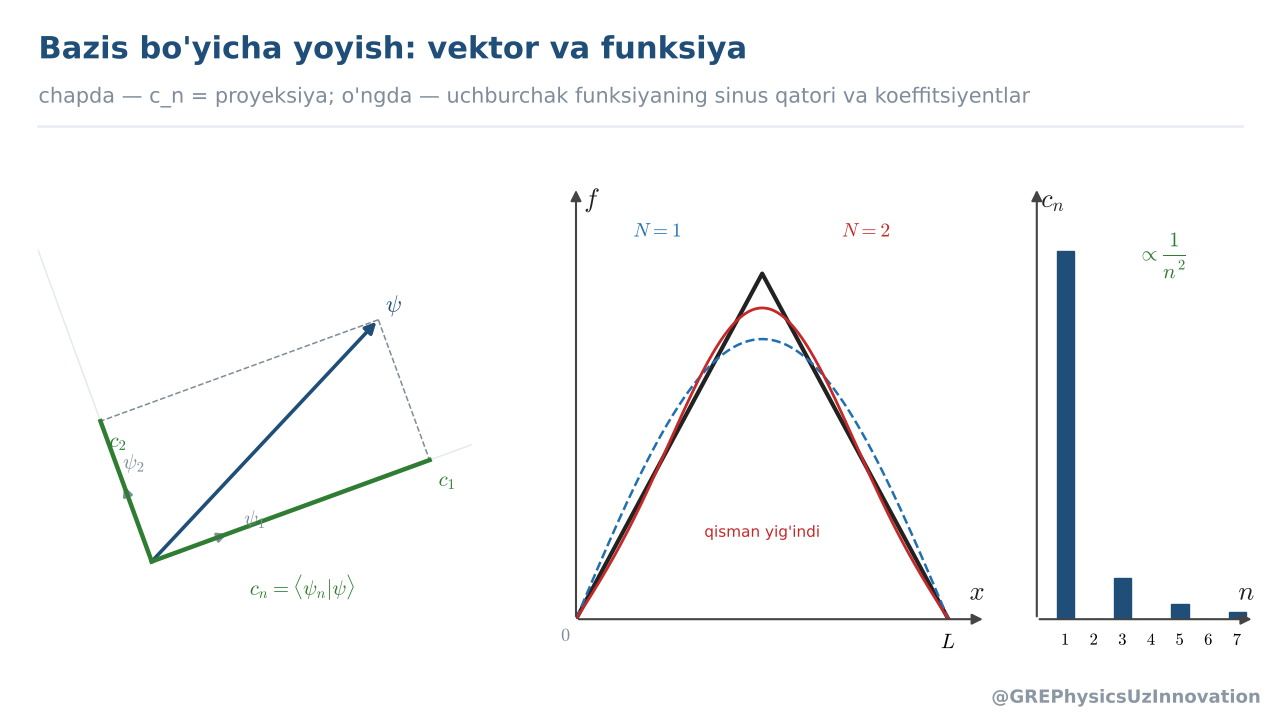 Bazis bo'yicha yoyish: vektor va funksiya
chapda — c_n = proyeksiya; o'ngda — uchburchak funksiyaning sinus qatori va koeffitsiyentlar
ψ
c₂
ψ₂
ψ₁
c₁
cₙ = ⟨ψₙ|ψ⟩
f
N = 1
N = 2
qisman yig'indi
x
0
L
cₙ
∝ 1/n²
n
1 2 3 4 5 6 7
@GREPhysicsUzInnovation